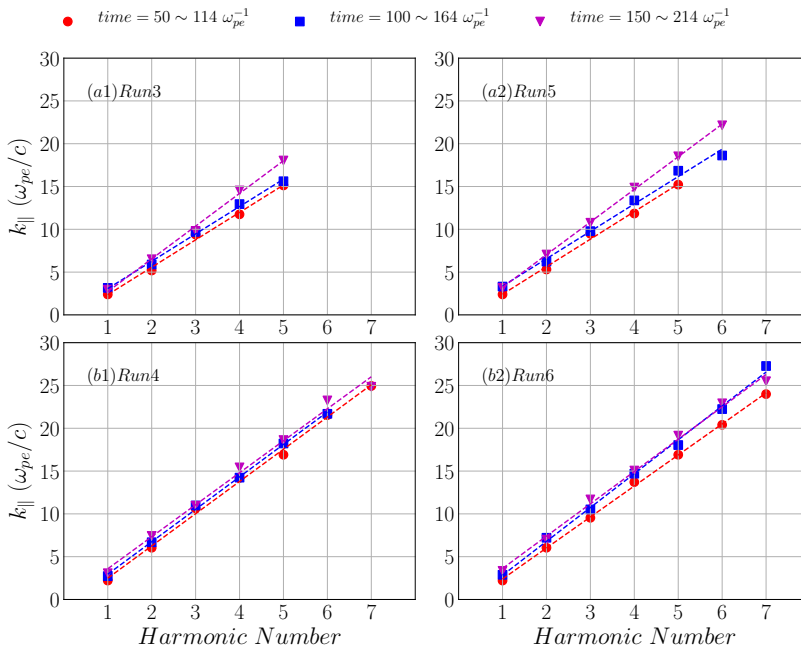 time = 50 ∼ 114 ω_pe^−1 time = 100 ∼ 164 ω_pe^−1 time = 150 ∼ 214 ω_pe^−1
30 30
(a1)Run3 (a2)Run5
25 25
20 20
15 15
10 10
5 5
0 0
k_∥ (ω_pe/c)
1 2 3 4 5 6 7 1 2 3 4 5 6 7
30 30
(b1)Run4 (b2)Run6
25 25
20 20
15 15
10 10
5 5
0 0
k_∥ (ω_pe/c)
1 2 3 4 5 6 7 1 2 3 4 5 6 7
Harmonic Number Harmonic Number